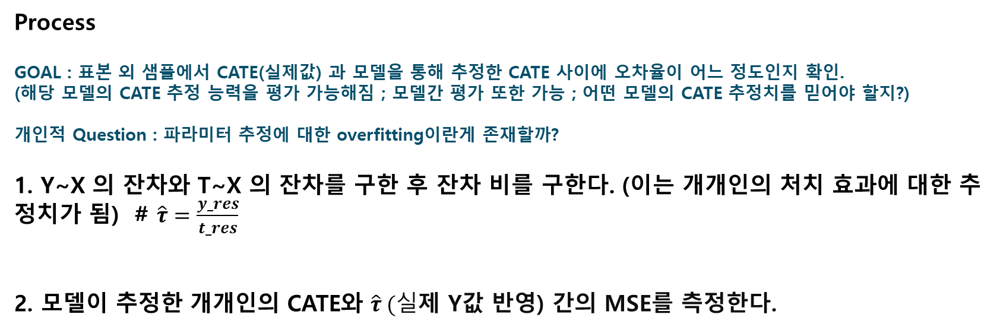 Process
GOAL : 표본 외 샘플에서 CATE(실제값) 과 모델을 통해 추정한 CATE 사이에 오차율이 어느 정도인지 확인.
(해당 모델의 CATE 추정 능력을 평가 가능해짐 ; 모델간 평가 또한 가능 ; 어떤 모델의 CATE 추정치를 믿어야 할지?)
개인적 Question : 파라미터 추정에 대한 overfitting이란게 존재할까?
1. Y~X 의 잔차와 T~X 의 잔차를 구한 후 잔차 비를 구한다. (이는 개개인의 처치 효과에 대한 추
정치가 됨) # τ̂ = y_res / t_res
2. 모델이 추정한 개개인의 CATE와 τ̂ (실제 Y값 반영) 간의 MSE를 측정한다.